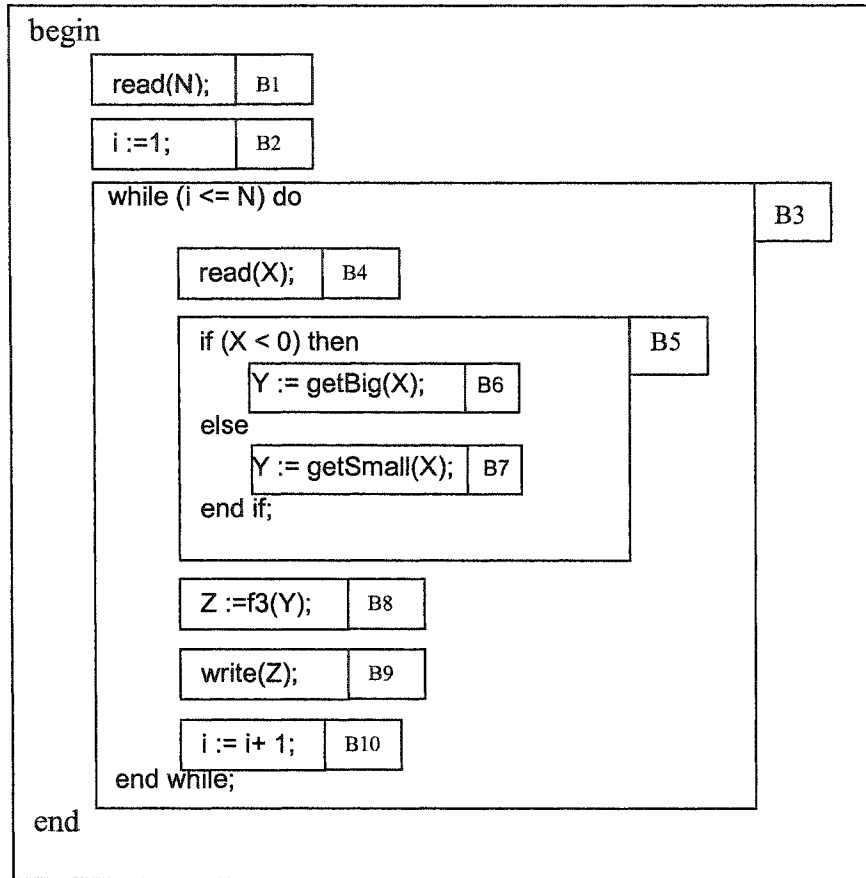 begin
read(N); B1
i :=1; B2
while (i <= N) do B3
read(X); B4
if (X < 0) then B5
Y := getBig(X); B6
else
Y := getSmall(X); B7
end if;
Z :=f3(Y); B8
write(Z); B9
i := i+ 1; B10
end while;
end